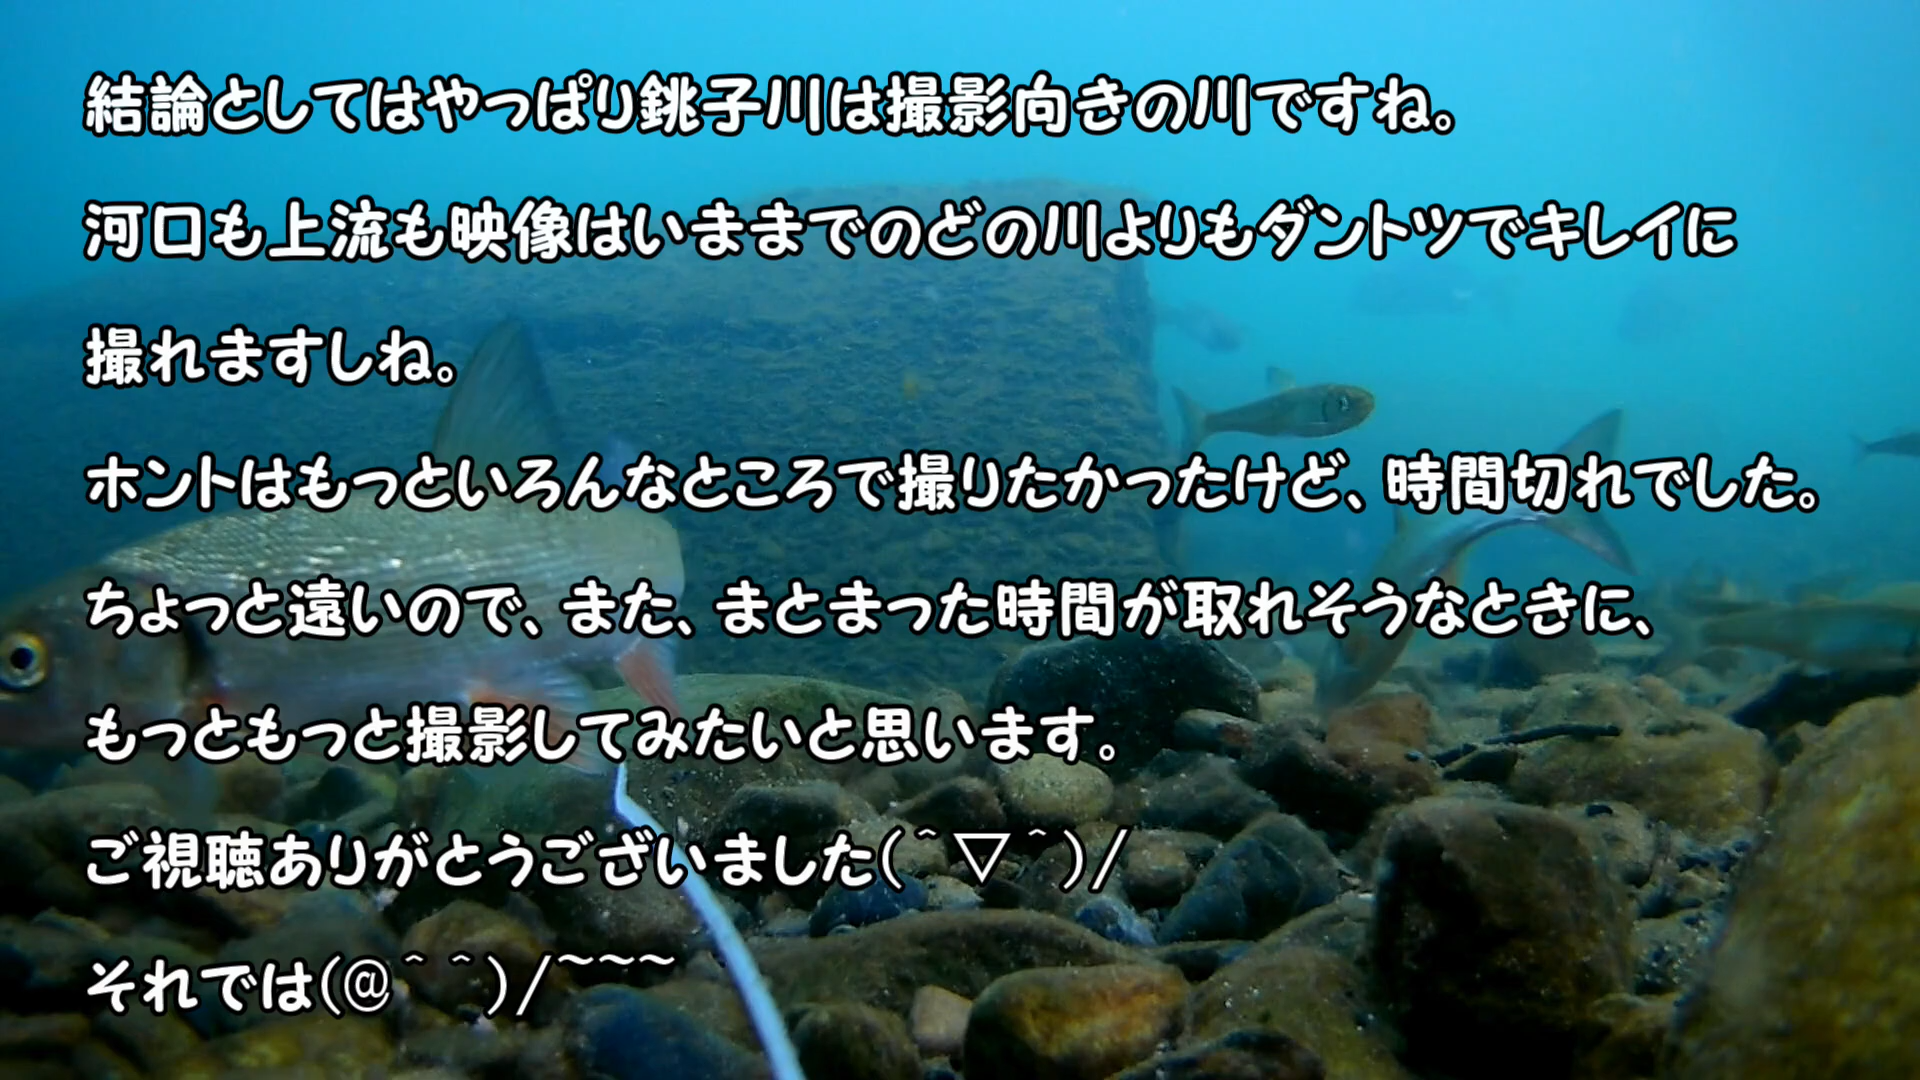 結論としてはやっぱり銚子川は撮影向きの川ですね。
河口も上流も映像はいままでのどの川よりもダントツでキレイに
撮れますしね。
ホントはもっといろんなところで撮りたかったけど、時間切れでした。
ちょっと遠いので、また、まとまった時間が取れそうなときに、
もっともっと撮影してみたいと思います。
ご視聴ありがとうございました(＾▽＾)/
それでは(@＾＾)/~~~